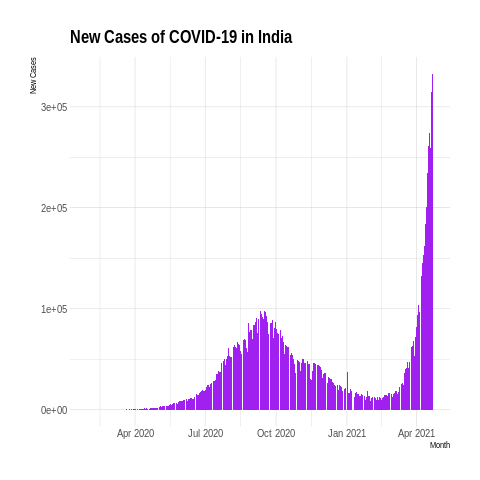 New Cases of COVID-19 in India
New Cases
3e+05
2e+05
1e+05
0e+00
Apr 2020 Jul 2020 Oct 2020 Jan 2021 Apr 2021
Month